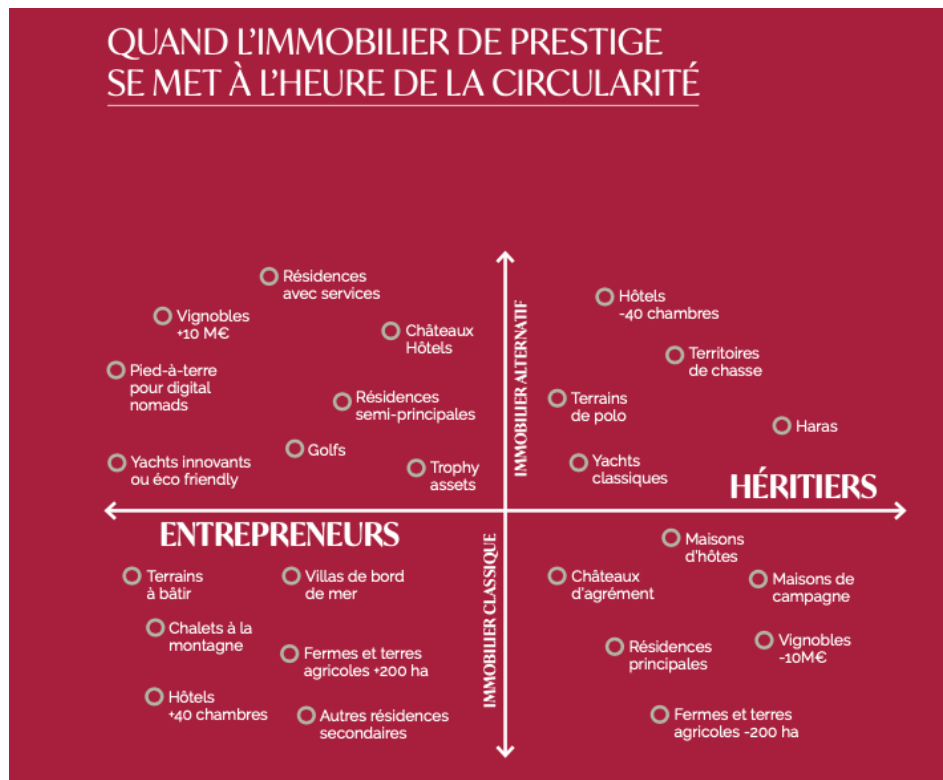 QUAND L'IMMOBILIER DE PRESTIGE
SE MET À L'HEURE DE LA CIRCULARITÉ
Résidences
avec services
Vignobles
+10 M€
Châteaux
Hôtels
Pied-à-terre
pour digital
nomads
Résidences
semi-principales
Golfs
Yachts innovants
ou éco friendly
Trophy
assets
IMMOBILIER ALTERNATIF
Hôtels
-40 chambres
Territoires
de chasse
Terrains
de polo
Haras
Yachts
classiques
HÉRITIERS
ENTREPRENEURS
Terrains
à bâtir
Villas de bord
de mer
Chalets à la
montagne
Fermes et terres
agricoles +200 ha
Hôtels
+40 chambres
Autres résidences
secondaires
IMMOBILIER CLASSIQUE
Maisons
d'hôtes
Châteaux
d'agrément
Maisons de
campagne
Résidences
principales
Vignobles
-10M€
Fermes et terres
agricoles -200 ha